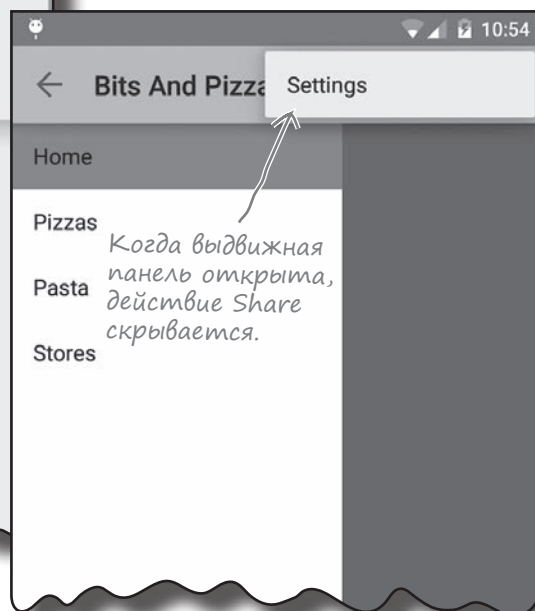 10:54
Bits And Pizza
Settings
Home
Pizzas
Когда выдвижная
панель открыта,
Pasta
действие Share
скрывается.
Stores